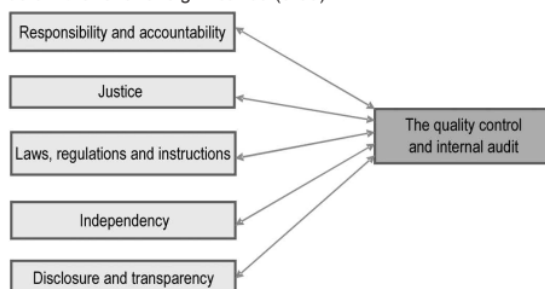 Responsibility and accountability
Justice
Laws, regulations and instructions
The quality control
and internal audit
Independency
Disclosure and transparency